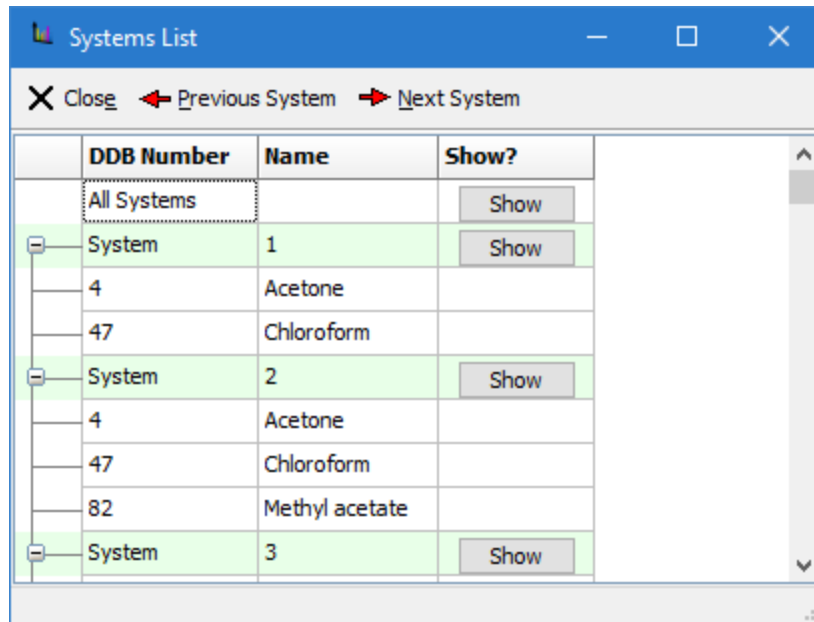 Systems List
Close Previous System Next System
DDB Number Name Show?
All Systems Show
System 1 Show
4 Acetone
47 Chloroform
System 2 Show
4 Acetone
47 Chloroform
82 Methyl acetate
System 3 Show